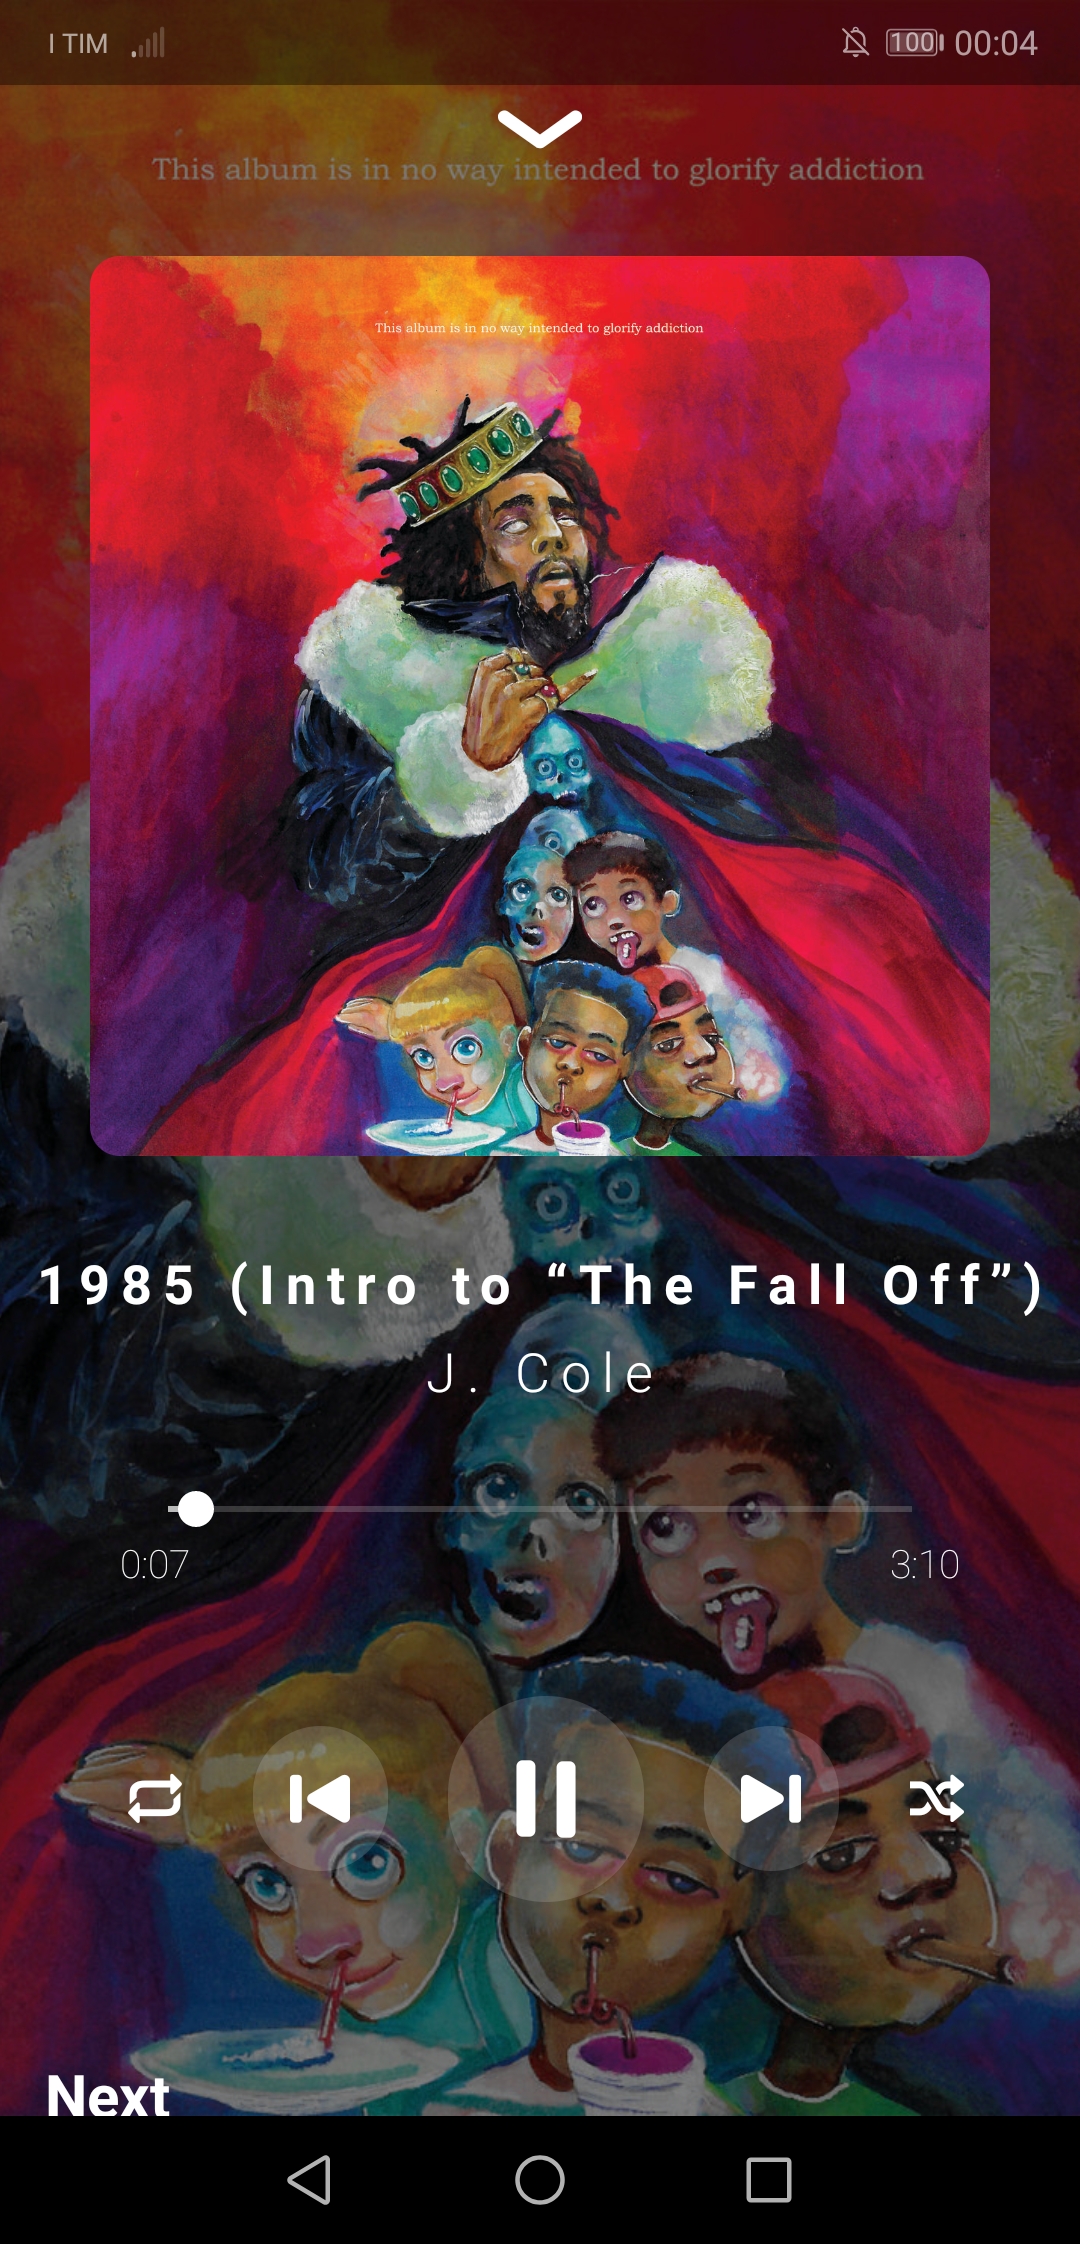 I TIM 100 00:04
This album is in no way intended to glorify addiction
This album is in no way intended to glorify addiction
1985 (Intro to “The Fall Off”)
J. Cole
0:07 3:10
Next